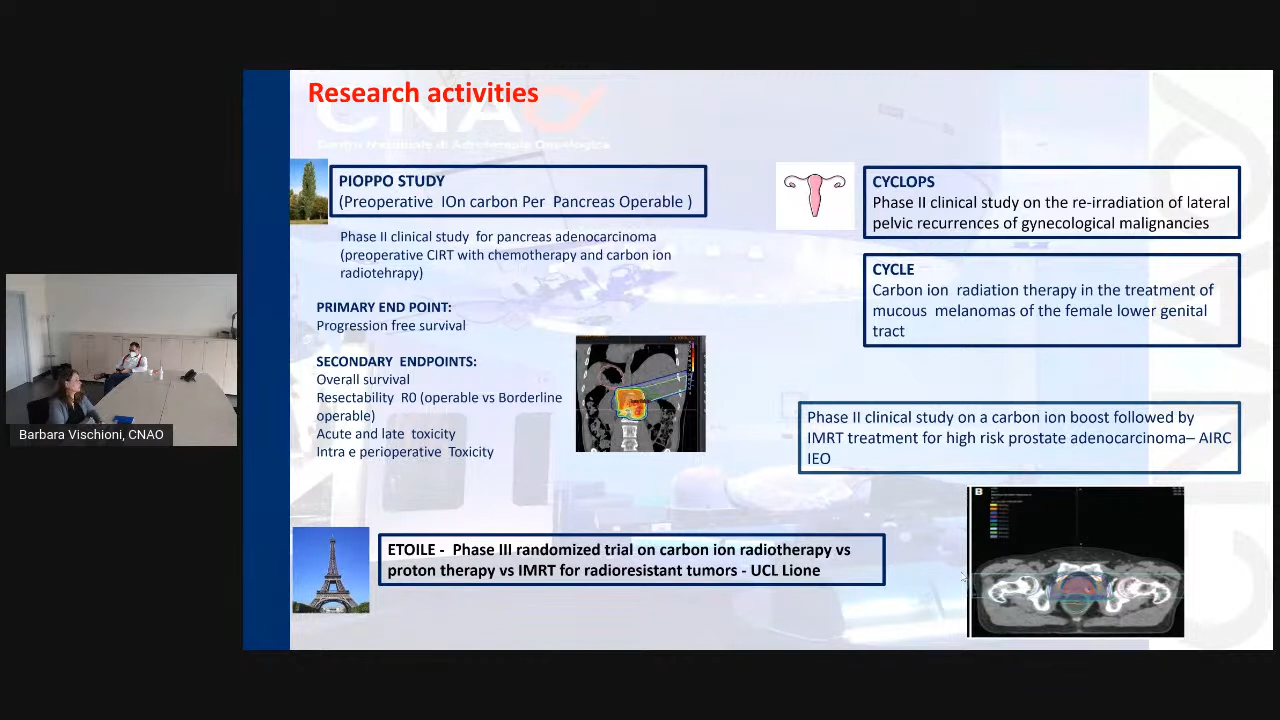 Research activities
CNAO
Centro Nazionale di Adroterapia Oncologica
PIOPPO STUDY
(Preoperative IOn carbon Per Pancreas Operable )
Phase II clinical study for pancreas adenocarcinoma
(preoperative CIRT with chemotherapy and carbon ion
radiotehrapy)
PRIMARY END POINT:
Progression free survival
SECONDARY ENDPOINTS:
Overall survival
Resectability R0 (operable vs Borderline
operable)
Acute and late toxicity
Intra e perioperative Toxicity
ETOILE - Phase III randomized trial on carbon ion radiotherapy vs
proton therapy vs IMRT for radioresistant tumors - UCL Lione
CYCLOPS
Phase II clinical study on the re-irradiation of lateral
pelvic recurrences of gynecological malignancies
CYCLE
Carbon ion radiation therapy in the treatment of
mucous melanomas of the female lower genital
tract
Phase II clinical study on a carbon ion boost followed by
IMRT treatment for high risk prostate adenocarcinoma– AIRC
IEO
B
Barbara Vischioni, CNAO